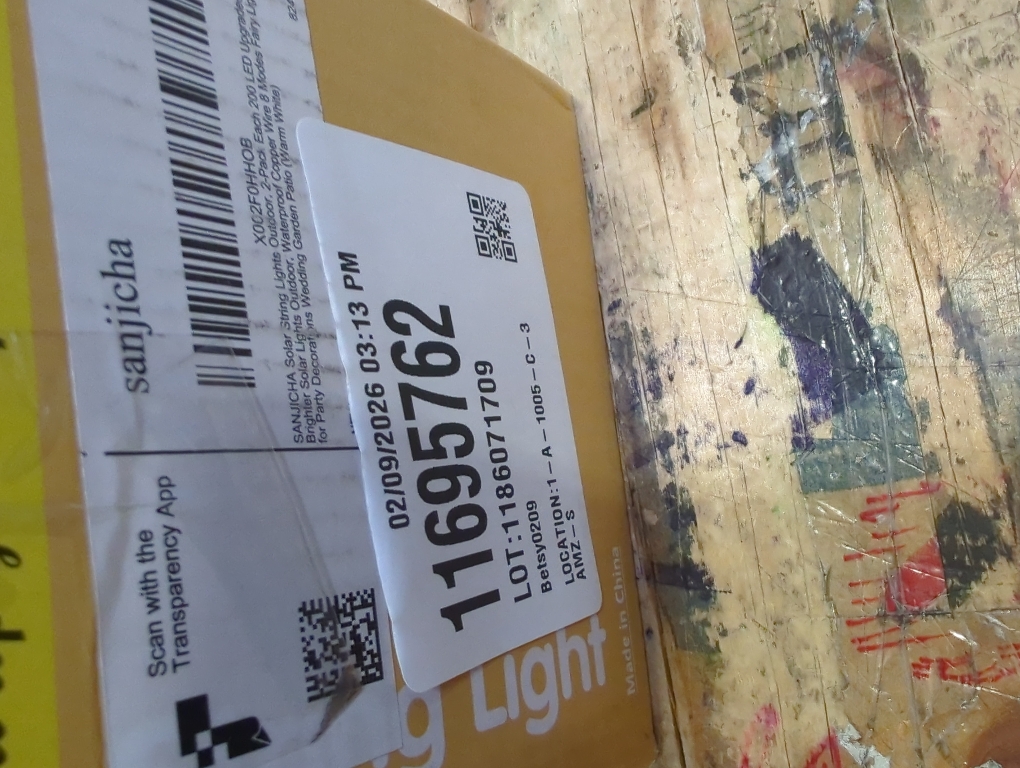 sanjicha
X002F0HHOB
SANJICHA Solar String Lights Outdoor, 2-Pack Each 200 LED Upgraded
Brighter Solar Lights Outdoor, Waterproof Copper Wire 8 Modes Fairy
for Party Decorations Wedding Garden Patio (Warm White)
Scan with the
Transparency App
02/09/2026 03:13 PM
11695762
LOT:1186071709
Betsy0209
LOCATION:1-A-1005-C-3
AMZ-S
Light
Made In China